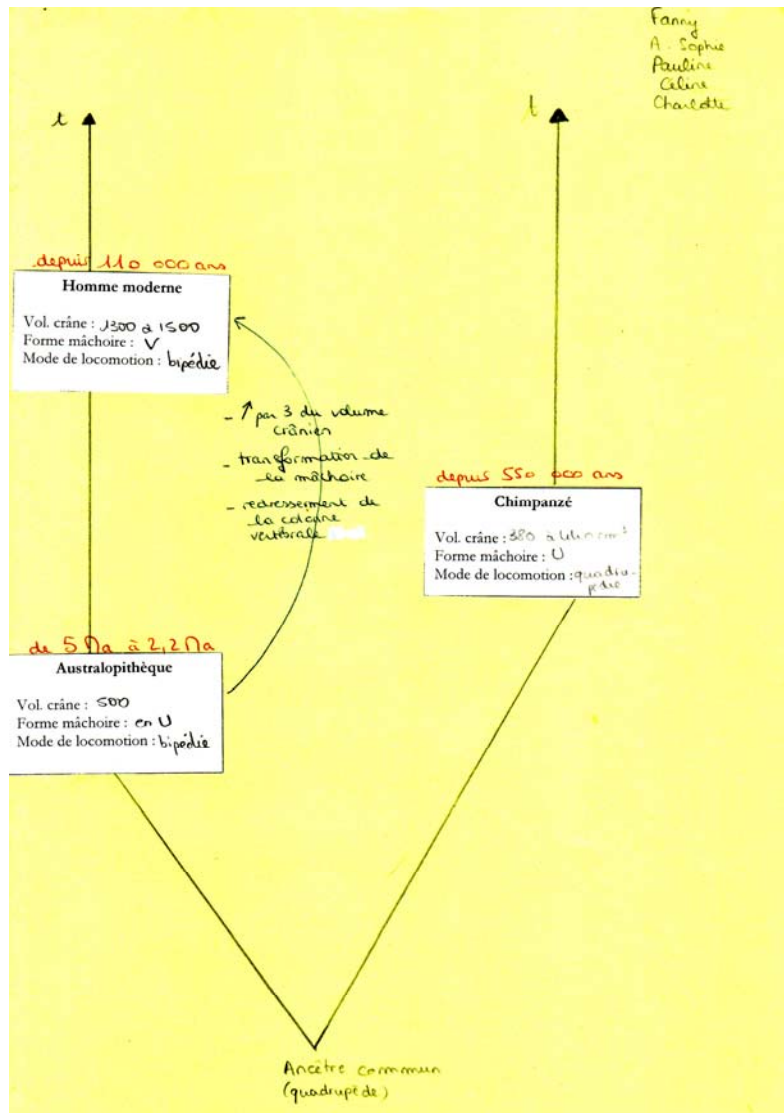 Fanny
A. Sophie
Pauline
Céline
Charlotte
t
t
depuis 110 000 ans
Homme moderne
Vol. crâne : 1300 à 1500
Forme mâchoire : V
Mode de locomotion : bipédie
- ↑ par 3 du volume
crânien
- transformation de
la mâchoire
- redressement de
la colonne
vertébrale
depuis 550 000 ans
Chimpanzé
Vol. crâne : 380 à cm³
Forme mâchoire : U
Mode de locomotion : quadru-
pédie
de 5 Ma à 2,2 Ma
Australopithèque
Vol. crâne : 500
Forme mâchoire : en U
Mode de locomotion : bipédie
Ancêtre commun
(quadrupède)